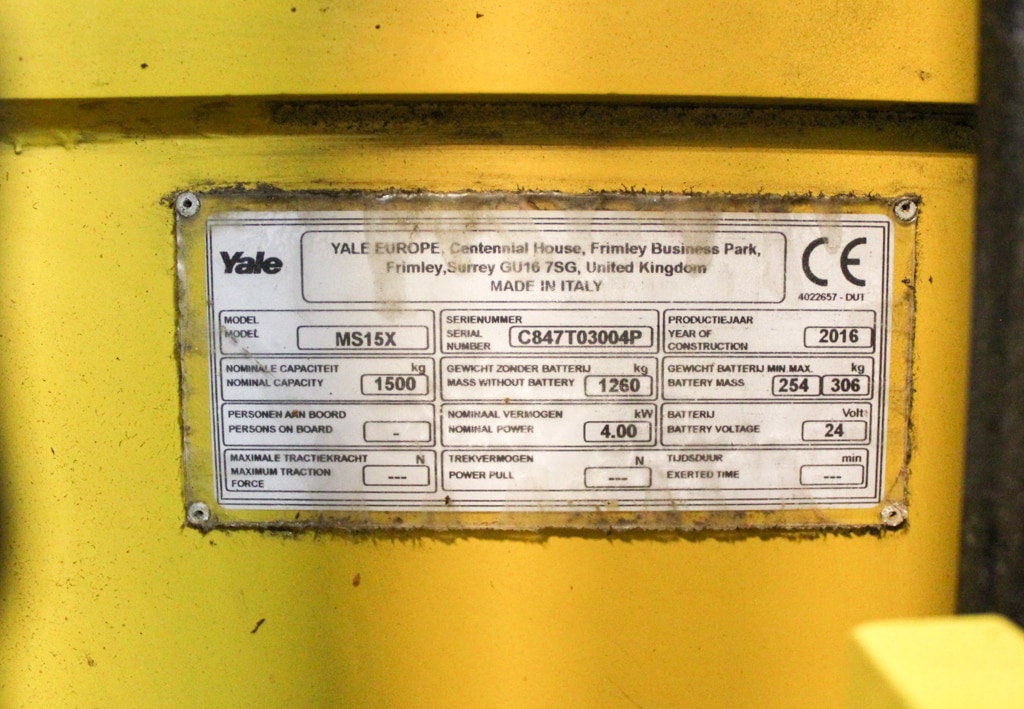 Yale
YALE EUROPE, Centennial House, Frimley Business Park,
Frimley,Surrey GU16 7SG, United Kingdom
MADE IN ITALY
CE
4022657 - DUT
MODEL
MODEL
MS15X
SERIENUMMER
SERIAL
NUMBER
C847T03004P
PRODUCTIEJAAR
YEAR OF
CONSTRUCTION
2016
NOMINALE CAPACITEIT kg
NOMINAL CAPACITY 1500
GEWICHT ZONDER BATTERIJ kg
MASS WITHOUT BATTERY 1260
GEWICHT BATTERIJ MIN. MAX. kg
BATTERY MASS 254 306
PERSONEN AAN BOORD
PERSONS ON BOARD -
NOMINAAL VERMOGEN kW
NOMINAL POWER 4.00
BATTERIJ Volt
BATTERY VOLTAGE 24
MAXIMALE TRACTIEKRACHT N
MAXIMUM TRACTION
FORCE ---
TREKVERMOGEN N
POWER PULL ---
TIJDSDUUR min
EXERTED TIME ---